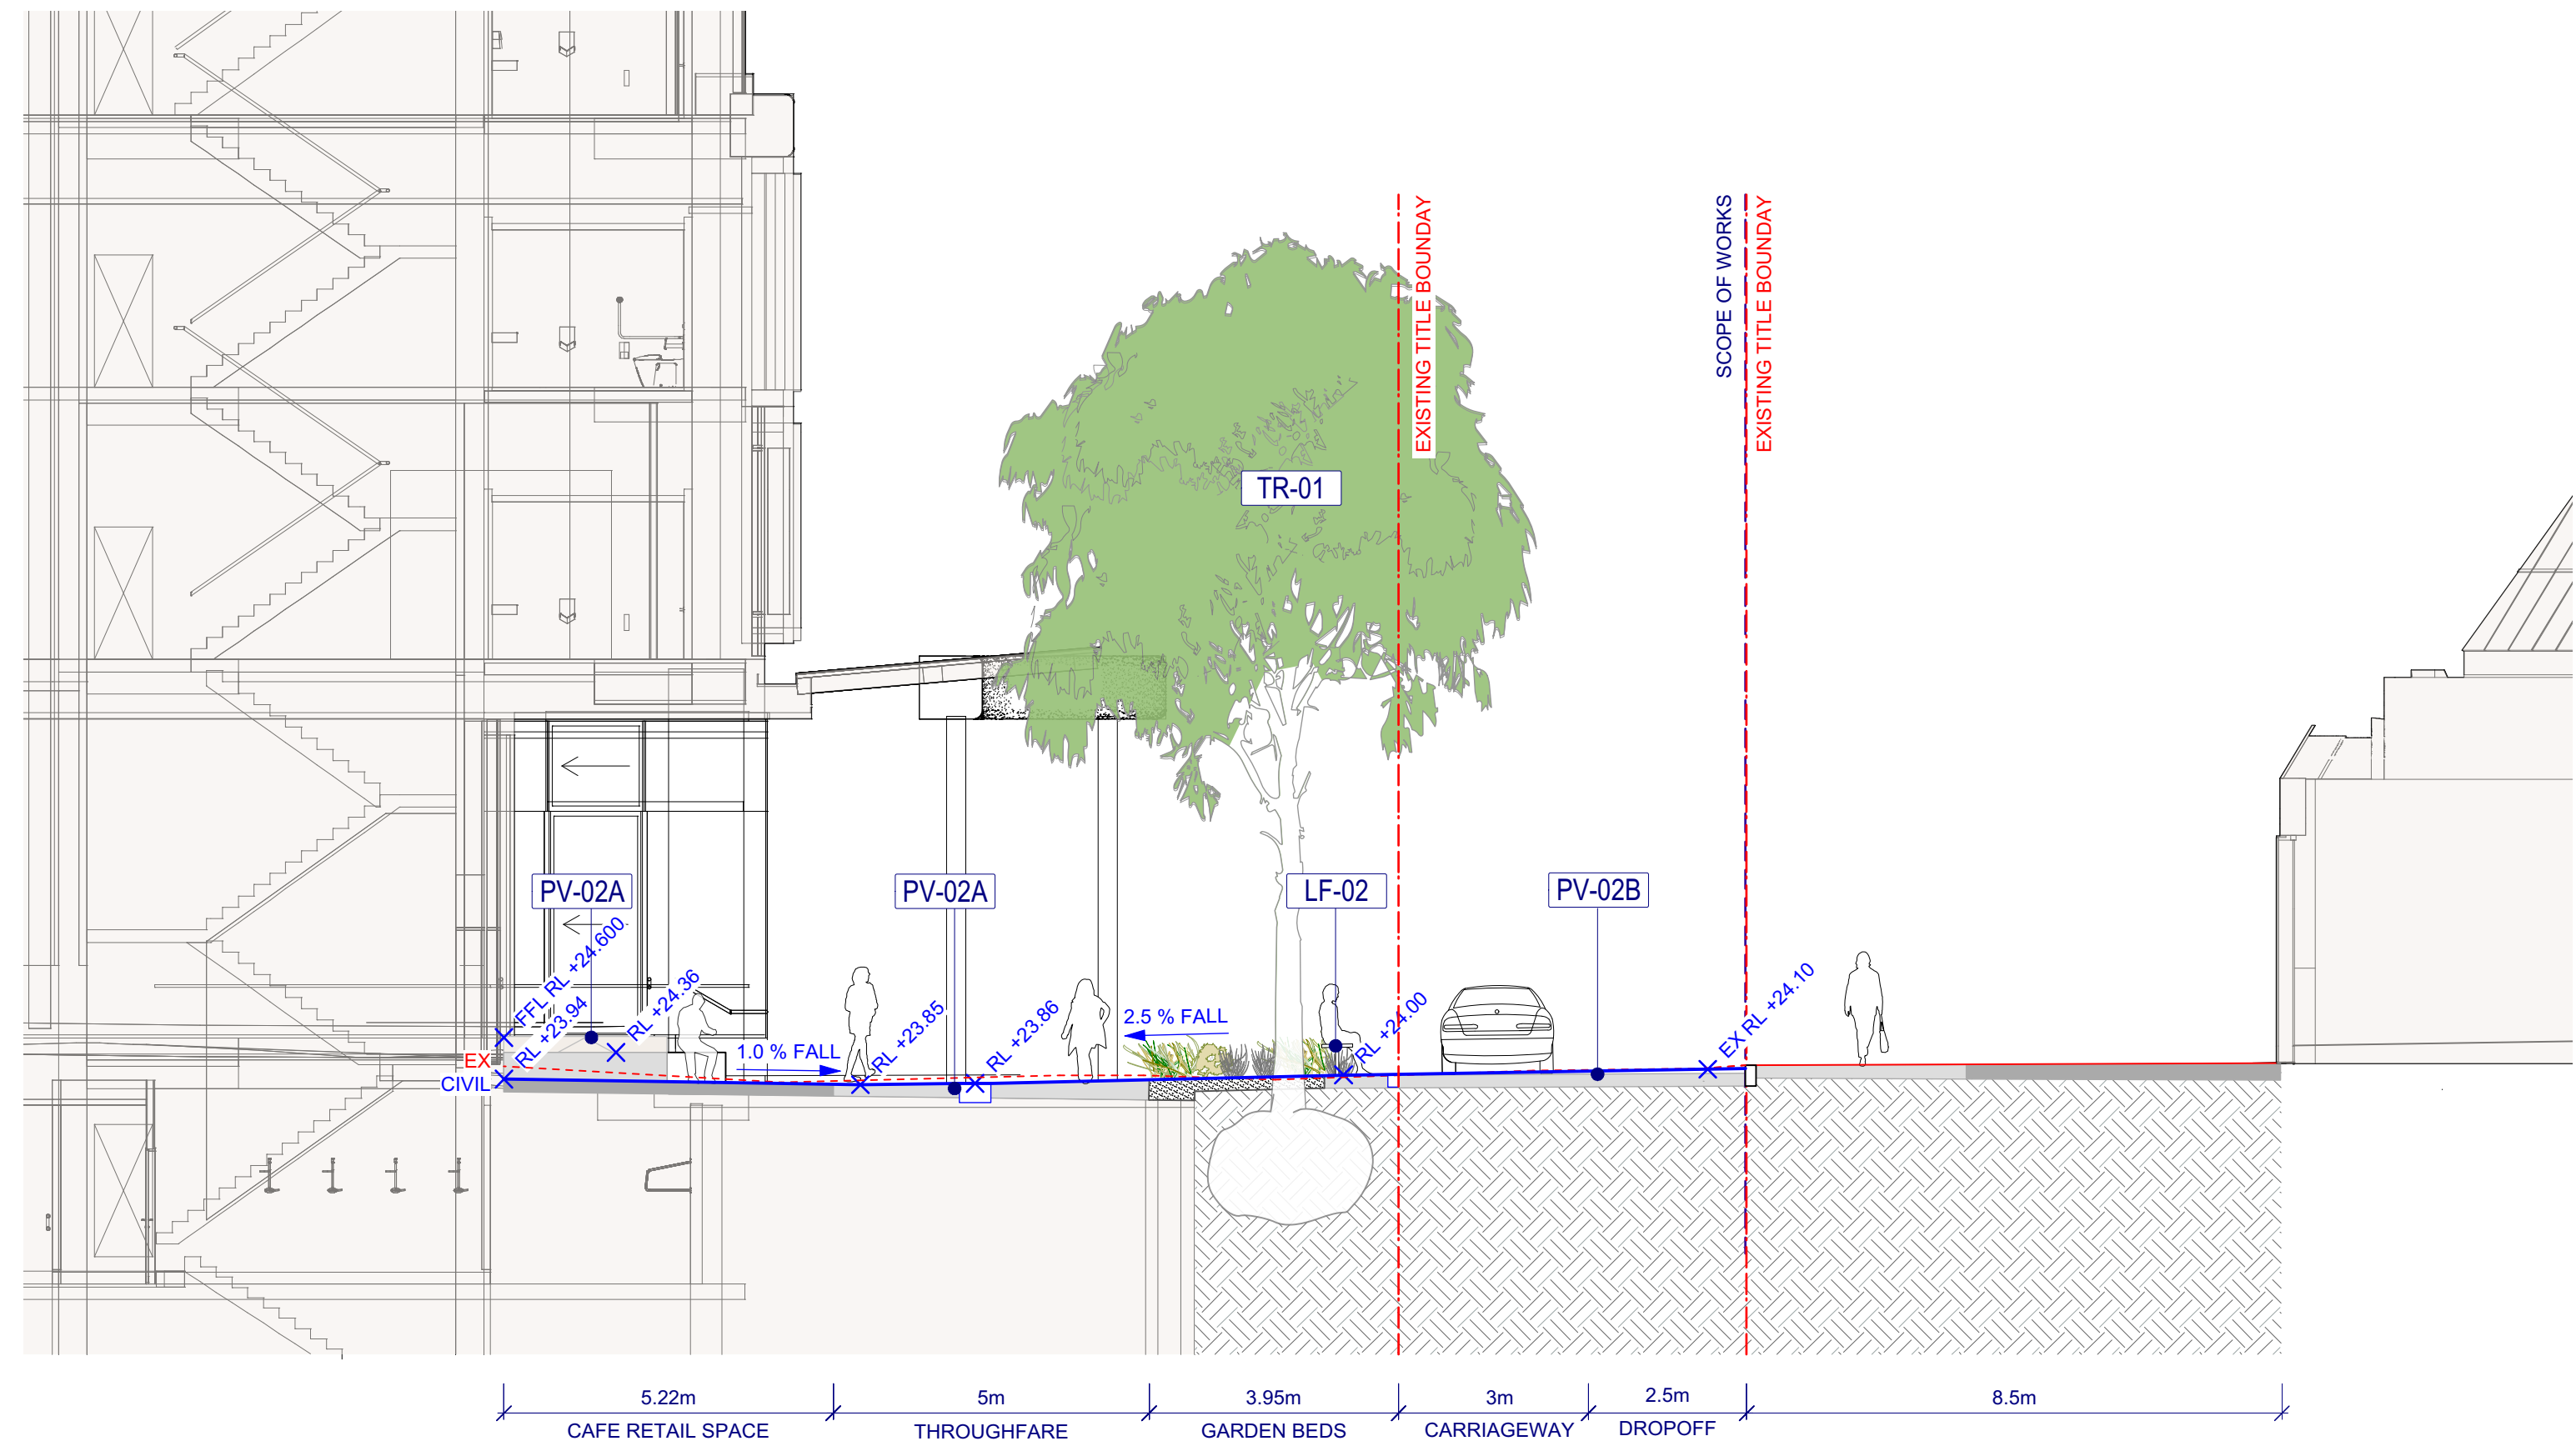 SCOPE OF WORKS
EXISTING TITLE BOUNDAY
EXISTING TITLE BOUNDAY
TR-01
PV-02A
PV-02A
LF-02
PV-02B
FFL RL +24.600
RL +23.94
RL +24.36
RL +23.85
RL +23.86
RL +24.00
EX RL +24.10
EX
CIVIL
1.0 % FALL
2.5 % FALL
5.22m
5m
3.95m
3m
2.5m
8.5m
CAFE RETAIL SPACE
THROUGHFARE
GARDEN BEDS
CARRIAGEWAY
DROPOFF